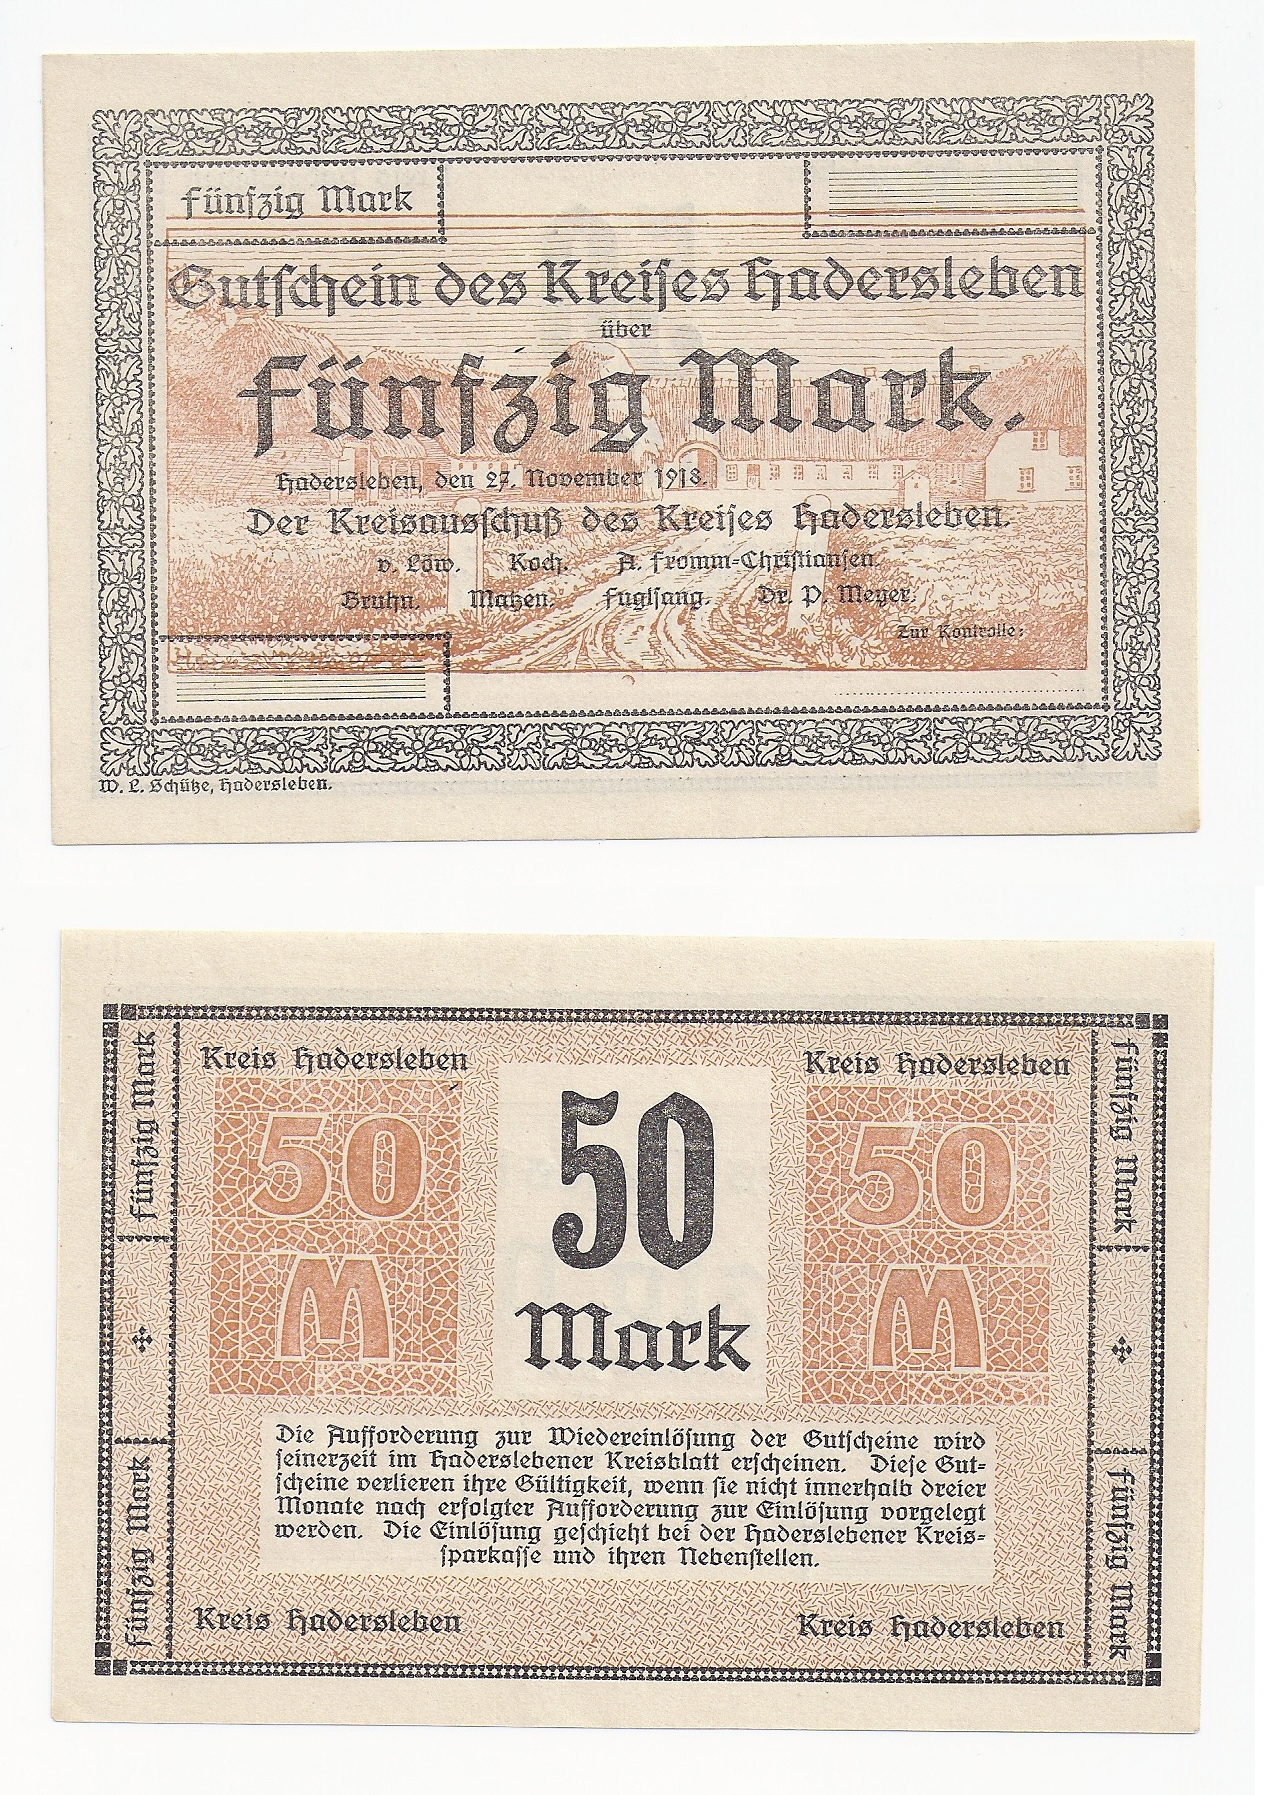 Fünfzig Mark
Gutschein des Kreises Hadersleben
über
Fünfzig Mark.
Hadersleben, den 27. November 1918.
Der Kreisausschuß des Kreises Hadersleben.
v. Löw. Koch. A. Fromm-Christiansen.
Bruhn. Matzen. Fuglsang. Dr. P. Meyer.
Zur Kontrolle:
W. L. Schütze, Hadersleben.
Kreis Hadersleben
Kreis Hadersleben
Fünfzig Mark
Fünfzig Mark
50
M
50
Mark
50
M
Die Aufforderung zur Wiedereinlösung der Gutscheine wird
seinerzeit im Haderslebener Kreisblatt erscheinen. Diese Gut-
scheine verlieren ihre Gültigkeit, wenn sie nicht innerhalb dreier
Monate nach erfolgter Aufforderung zur Einlösung vorgelegt
werden. Die Einlösung geschieht bei der Haderslebener Kreis-
sparkasse und ihren Nebenstellen.
Fünfzig Mark
Fünfzig Mark
Kreis Hadersleben
Kreis Hadersleben